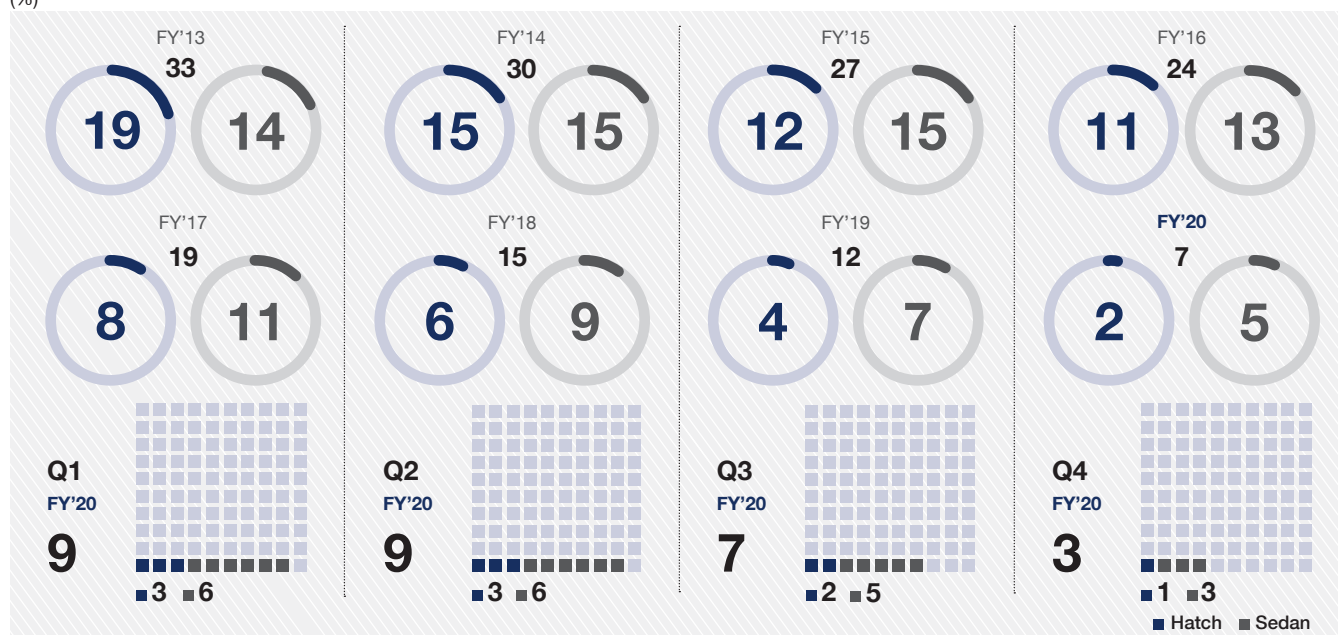 (%)
FY'13
33
19 14
FY'14
30
15 15
FY'15
27
12 15
FY'16
24
11 13
FY'17
19
8 11
FY'18
15
6 9
FY'19
12
4 7
FY'20
7
2 5
Q1
FY'20
9
3 6
Q2
FY'20
9
3 6
Q3
FY'20
7
2 5
Q4
FY'20
3
1 3
Hatch Sedan